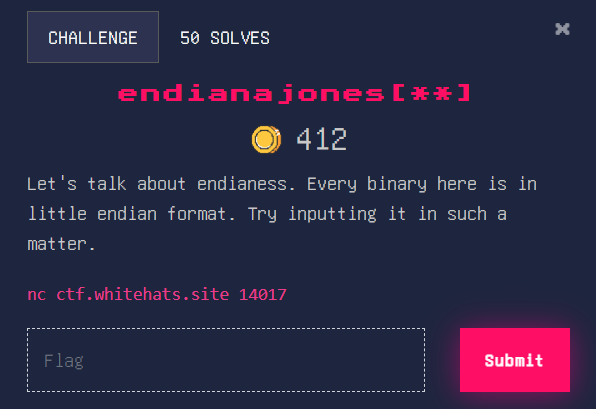 CHALLENGE
50 SOLVES
×
endianajones[**]
412
Let's talk about endianess. Every binary here is in
little endian format. Try inputting it in such a
matter.
nc ctf.whitehats.site 14017
Flag
Submit